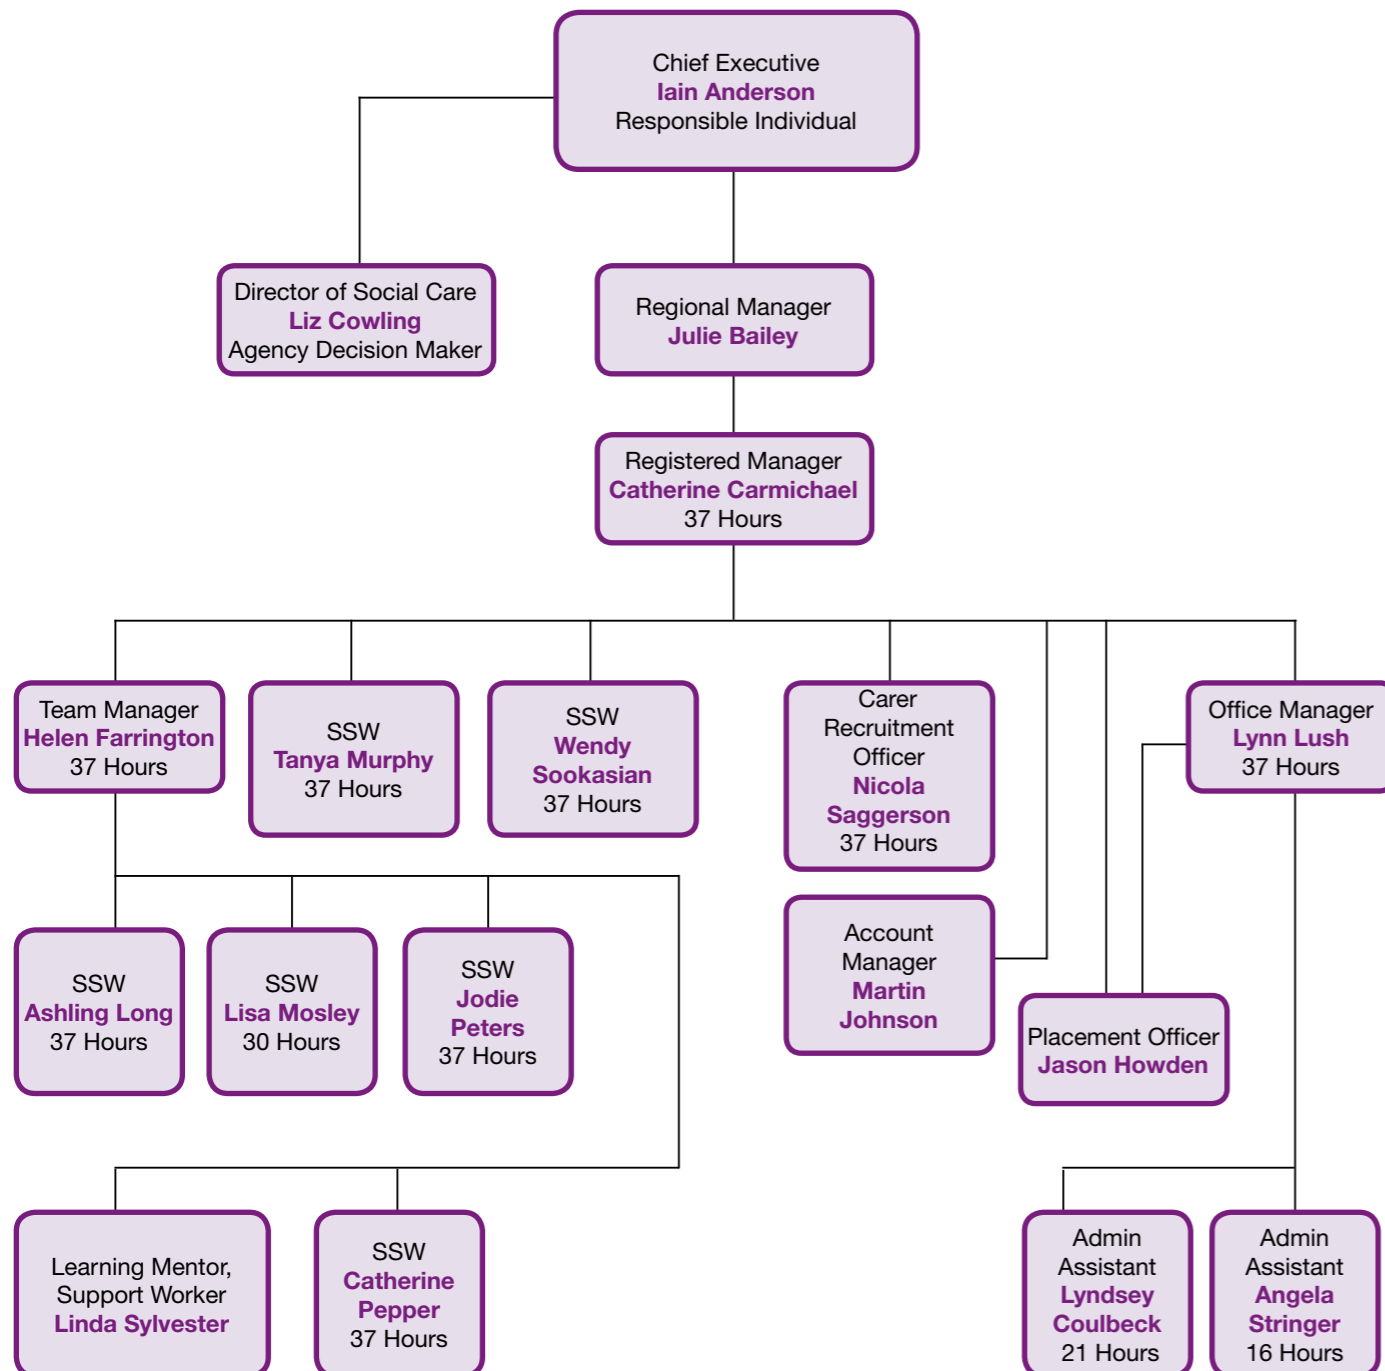 Chief Executive
Iain Anderson
Responsible Individual
Director of Social Care
Liz Cowling
Agency Decision Maker
Regional Manager
Julie Bailey
Registered Manager
Catherine Carmichael
37 Hours
Team Manager
Helen Farrington
37 Hours
SSW
Tanya Murphy
37 Hours
SSW
Wendy
Sookasian
37 Hours
Carer
Recruitment
Officer
Nicola
Saggerson
37 Hours
Office Manager
Lynn Lush
37 Hours
SSW
Ashling Long
37 Hours
SSW
Lisa Mosley
30 Hours
SSW
Jodie
Peters
37 Hours
Account
Manager
Martin
Johnson
Placement Officer
Jason Howden
Learning Mentor,
Support Worker
Linda Sylvester
SSW
Catherine
Pepper
37 Hours
Admin
Assistant
Lyndsey
Coulbeck
21 Hours
Admin
Assistant
Angela
Stringer
16 Hours